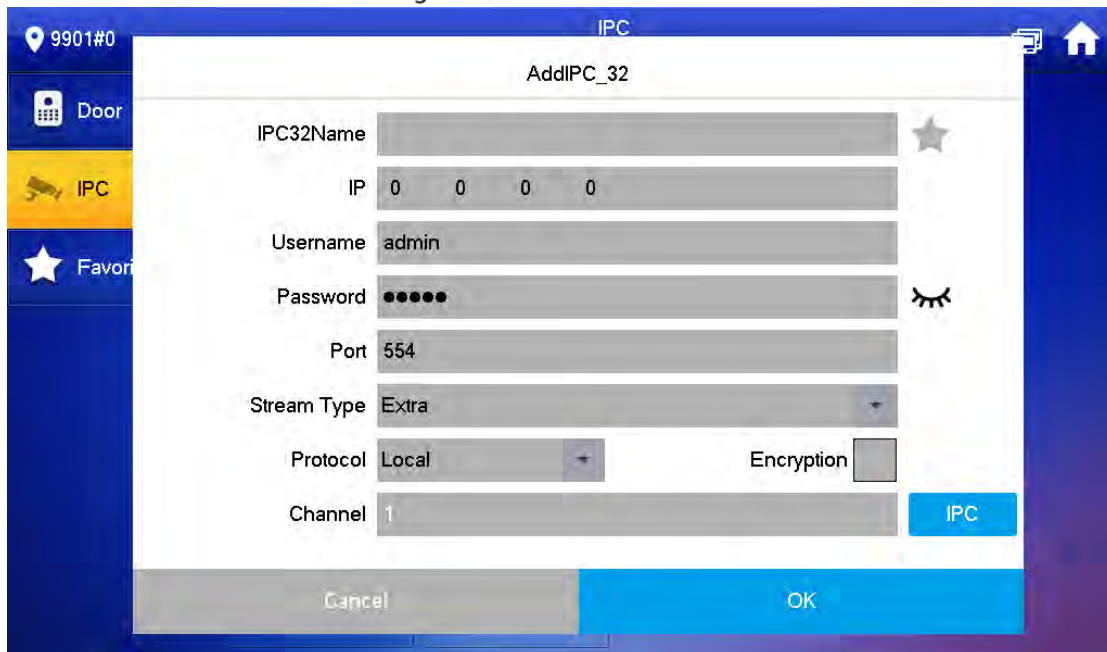 9901#0
IPC
AddIPC_32
Door
IPC32Name
IPC
IP 0 0 0 0
Username admin
Favori
Password ●●●●●
Port 554
Stream Type Extra
Protocol Local Encryption
Channel 1 IPC
Cancel OK